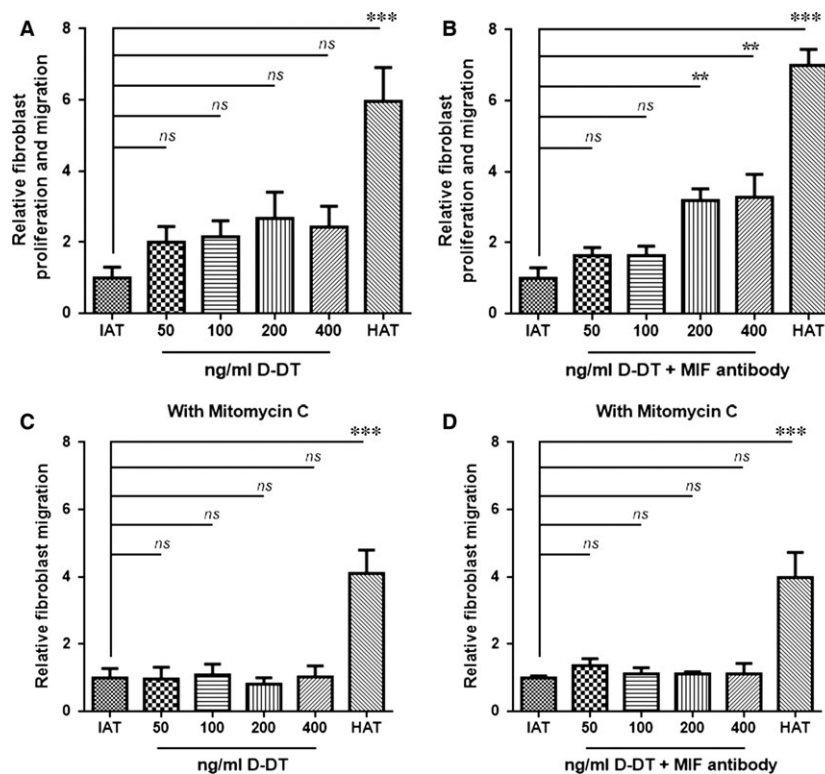 A
Relative fibroblast
proliferation and migration
8
6
4
2
0
***
ns
ns
ns
ns
IAT 50 100 200 400 HAT
ng/ml D-DT
B
Relative fibroblast
proliferation and migration
8
6
4
2
0
***
**
**
ns
ns
IAT 50 100 200 400 HAT
ng/ml D-DT + MIF antibody
C
With Mitomycin C
Relative fibroblast migration
8
6
4
2
0
***
ns
ns
ns
ns
IAT 50 100 200 400 HAT
ng/ml D-DT
D
With Mitomycin C
Relative fibroblast migration
8
6
4
2
0
***
ns
ns
ns
ns
IAT 50 100 200 400 HAT
ng/ml D-DT + MIF antibody